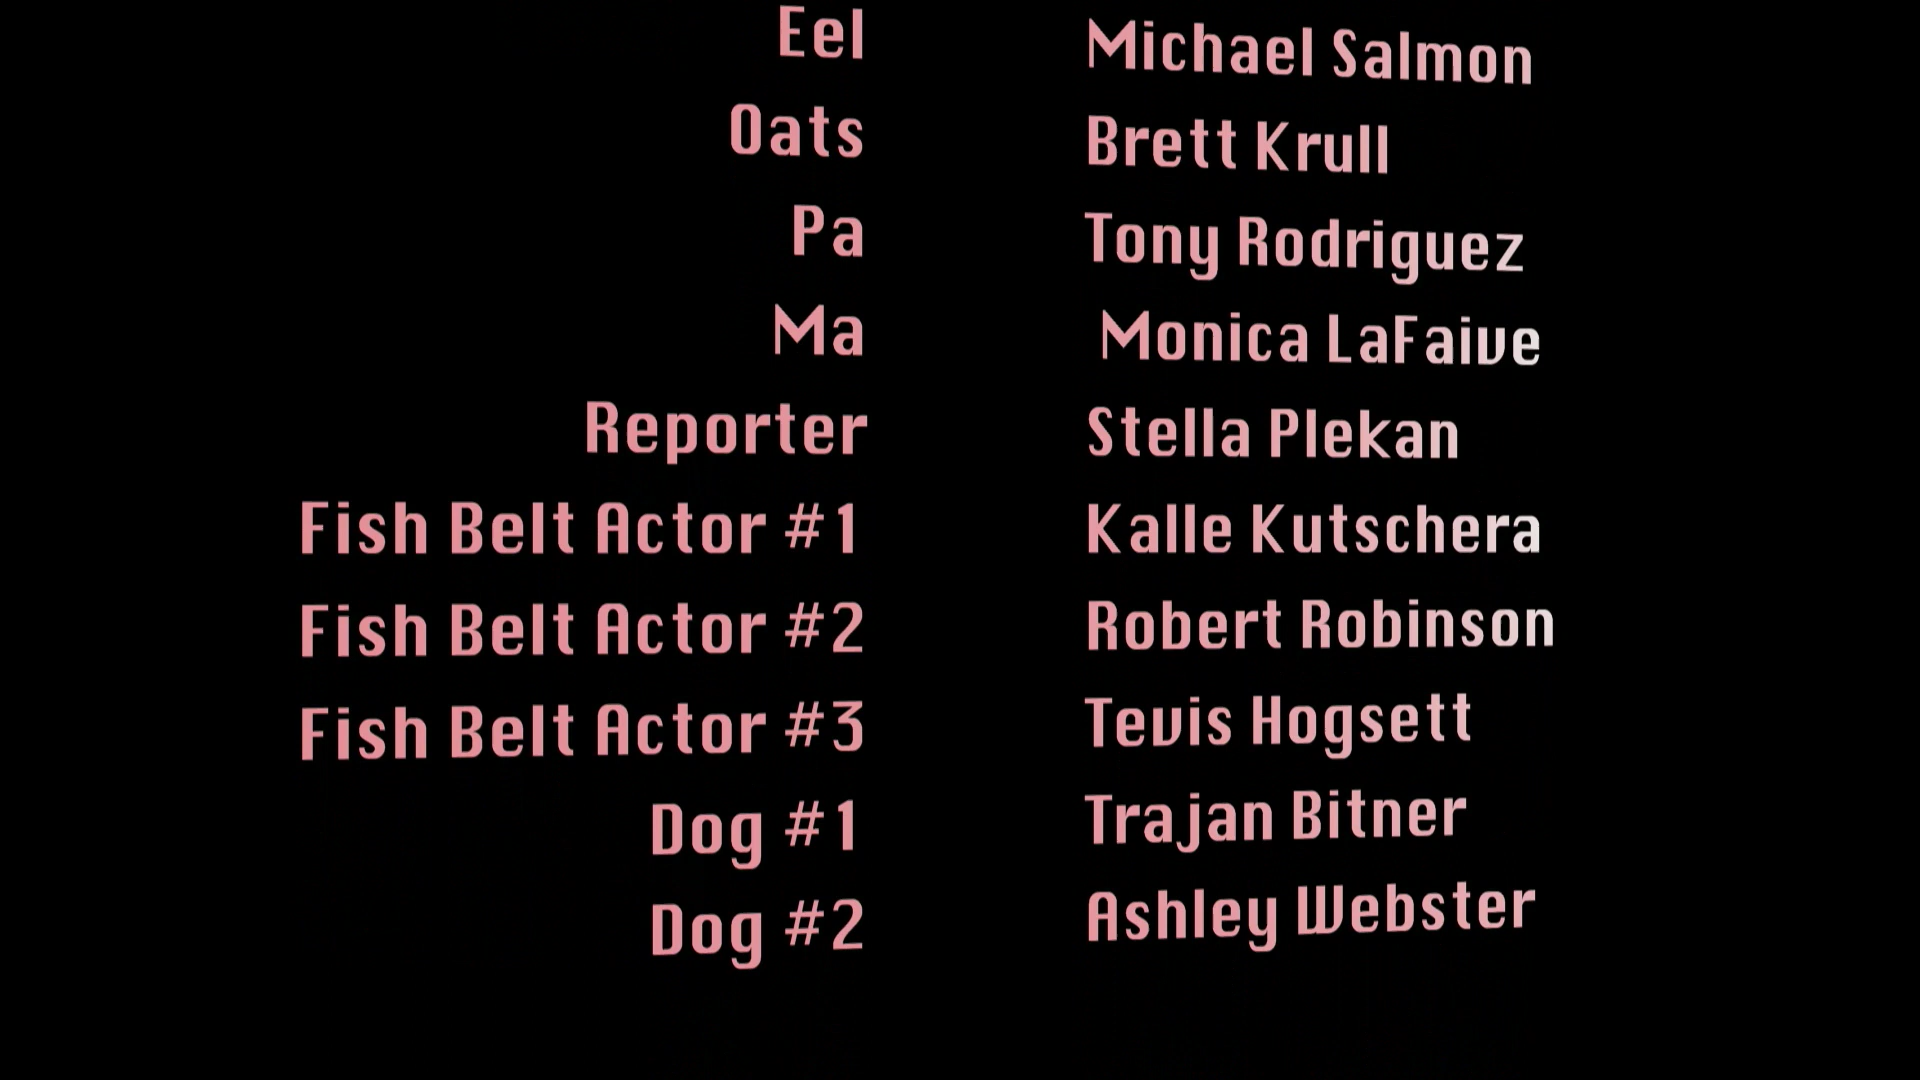 Eel Michael Salmon
Oats Brett Krull
Pa Tony Rodriguez
Ma Monica LaFaive
Reporter Stella Plekan
Fish Belt Actor #1 Kalle Kutschera
Fish Belt Actor #2 Robert Robinson
Fish Belt Actor #3 Tevis Hogsett
Dog #1 Trajan Bitner
Dog #2 Ashley Webster